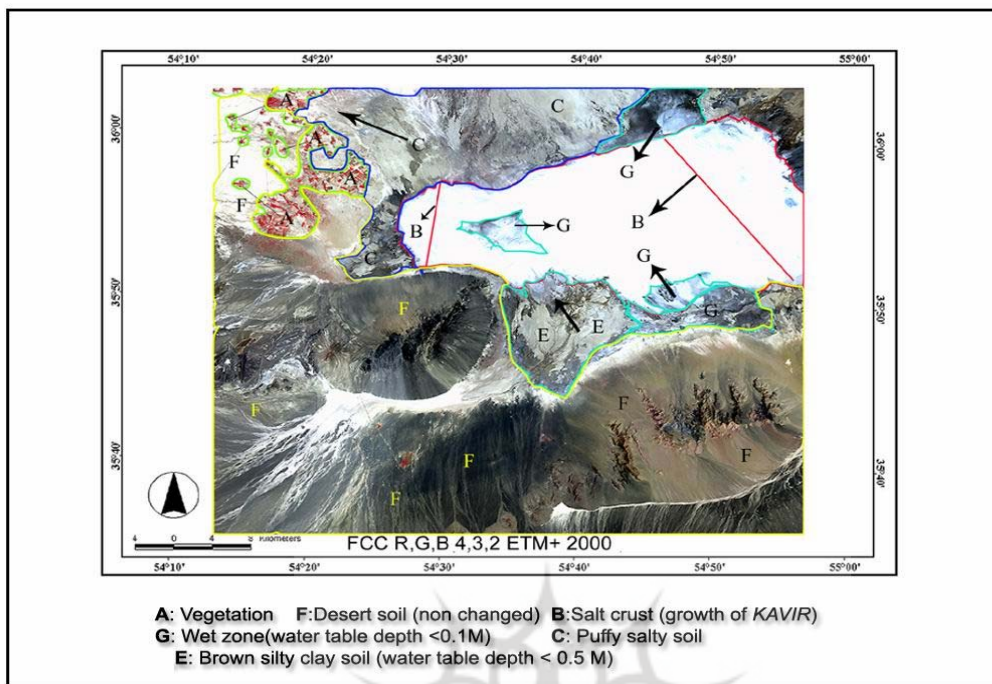 54°10' 54°20' 54°30' 54°40' 54°50' 55°00'
36°00' 36°00'
A C
A C G
F A
F B B
A G
C G
35°50' F G 35°50'
E E
F F
35°40' F F 35°40'
F
4 0 4 8 Kilometers
FCC R,G,B 4,3,2 ETM+ 2000
54°10' 54°20' 54°30' 54°40' 54°50' 55°00'
A: Vegetation F:Desert soil (non changed) B:Salt crust (growth of KAVIR)
G: Wet zone(water table depth <0.1M) C: Puffy salty soil
E: Brown silty clay soil (water table depth < 0.5 M)